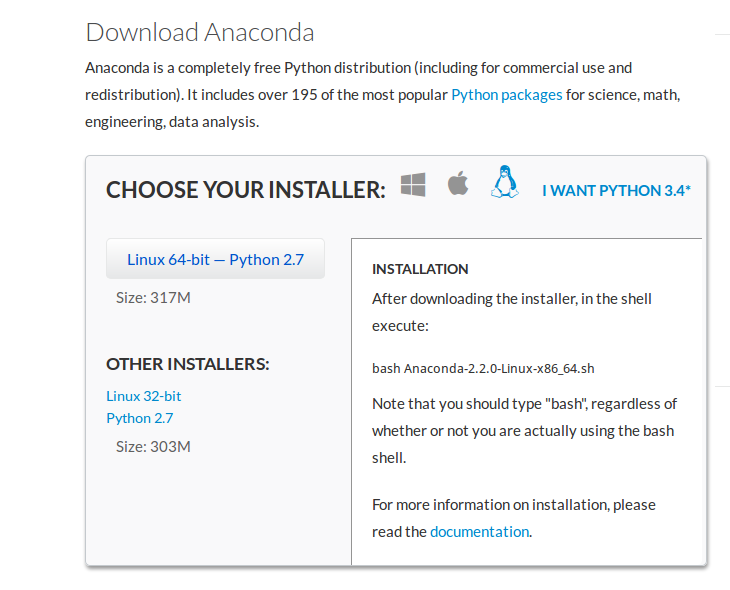 Download Anaconda
Anaconda is a completely free Python distribution (including for commercial use and
redistribution). It includes over 195 of the most popular Python packages for science, math,
engineering, data analysis.
CHOOSE YOUR INSTALLER:
I WANT PYTHON 3.4*
Linux 64-bit — Python 2.7
Size: 317M
OTHER INSTALLERS:
Linux 32-bit
Python 2.7
Size: 303M
INSTALLATION
After downloading the installer, in the shell
execute:
bash Anaconda-2.2.0-Linux-x86_64.sh
Note that you should type "bash", regardless of
whether or not you are actually using the bash
shell.
For more information on installation, please
read the documentation.